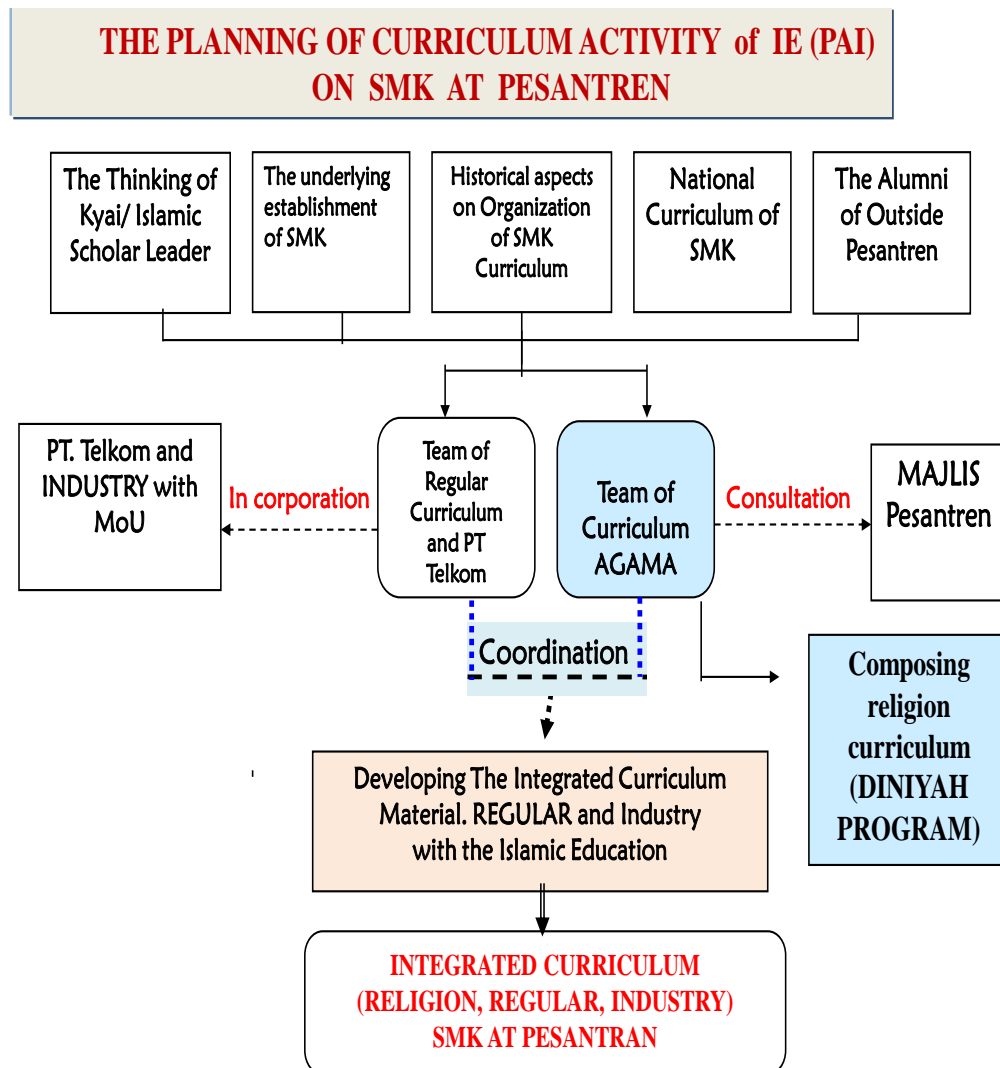 THE PLANNING OF CURRICULUM ACTIVITY of IE (PAI)
ON SMK AT PESANTREN
The Thinking of
Kyai/ Islamic
Scholar Leader
The underlying
establishment
of SMK
Historical aspects
on Organization
of SMK
Curriculum
National
Curriculum of
SMK
The Alumni
of Outside
Pesantren
PT. Telkom and
INDUSTRY with
MoU
In corporation
Team of
Regular
Curriculum
and PT
Telkom
Team of
Curriculum
AGAMA
Consultation
MAJLIS
Pesantren
Coordination
Composing
religion
curriculum
(DINIYAH
PROGRAM)
Developing The Integrated Curriculum
Material. REGULAR and Industry
with the Islamic Education
INTEGRATED CURRICULUM
(RELIGION, REGULAR, INDUSTRY)
SMK AT PESANTRAN